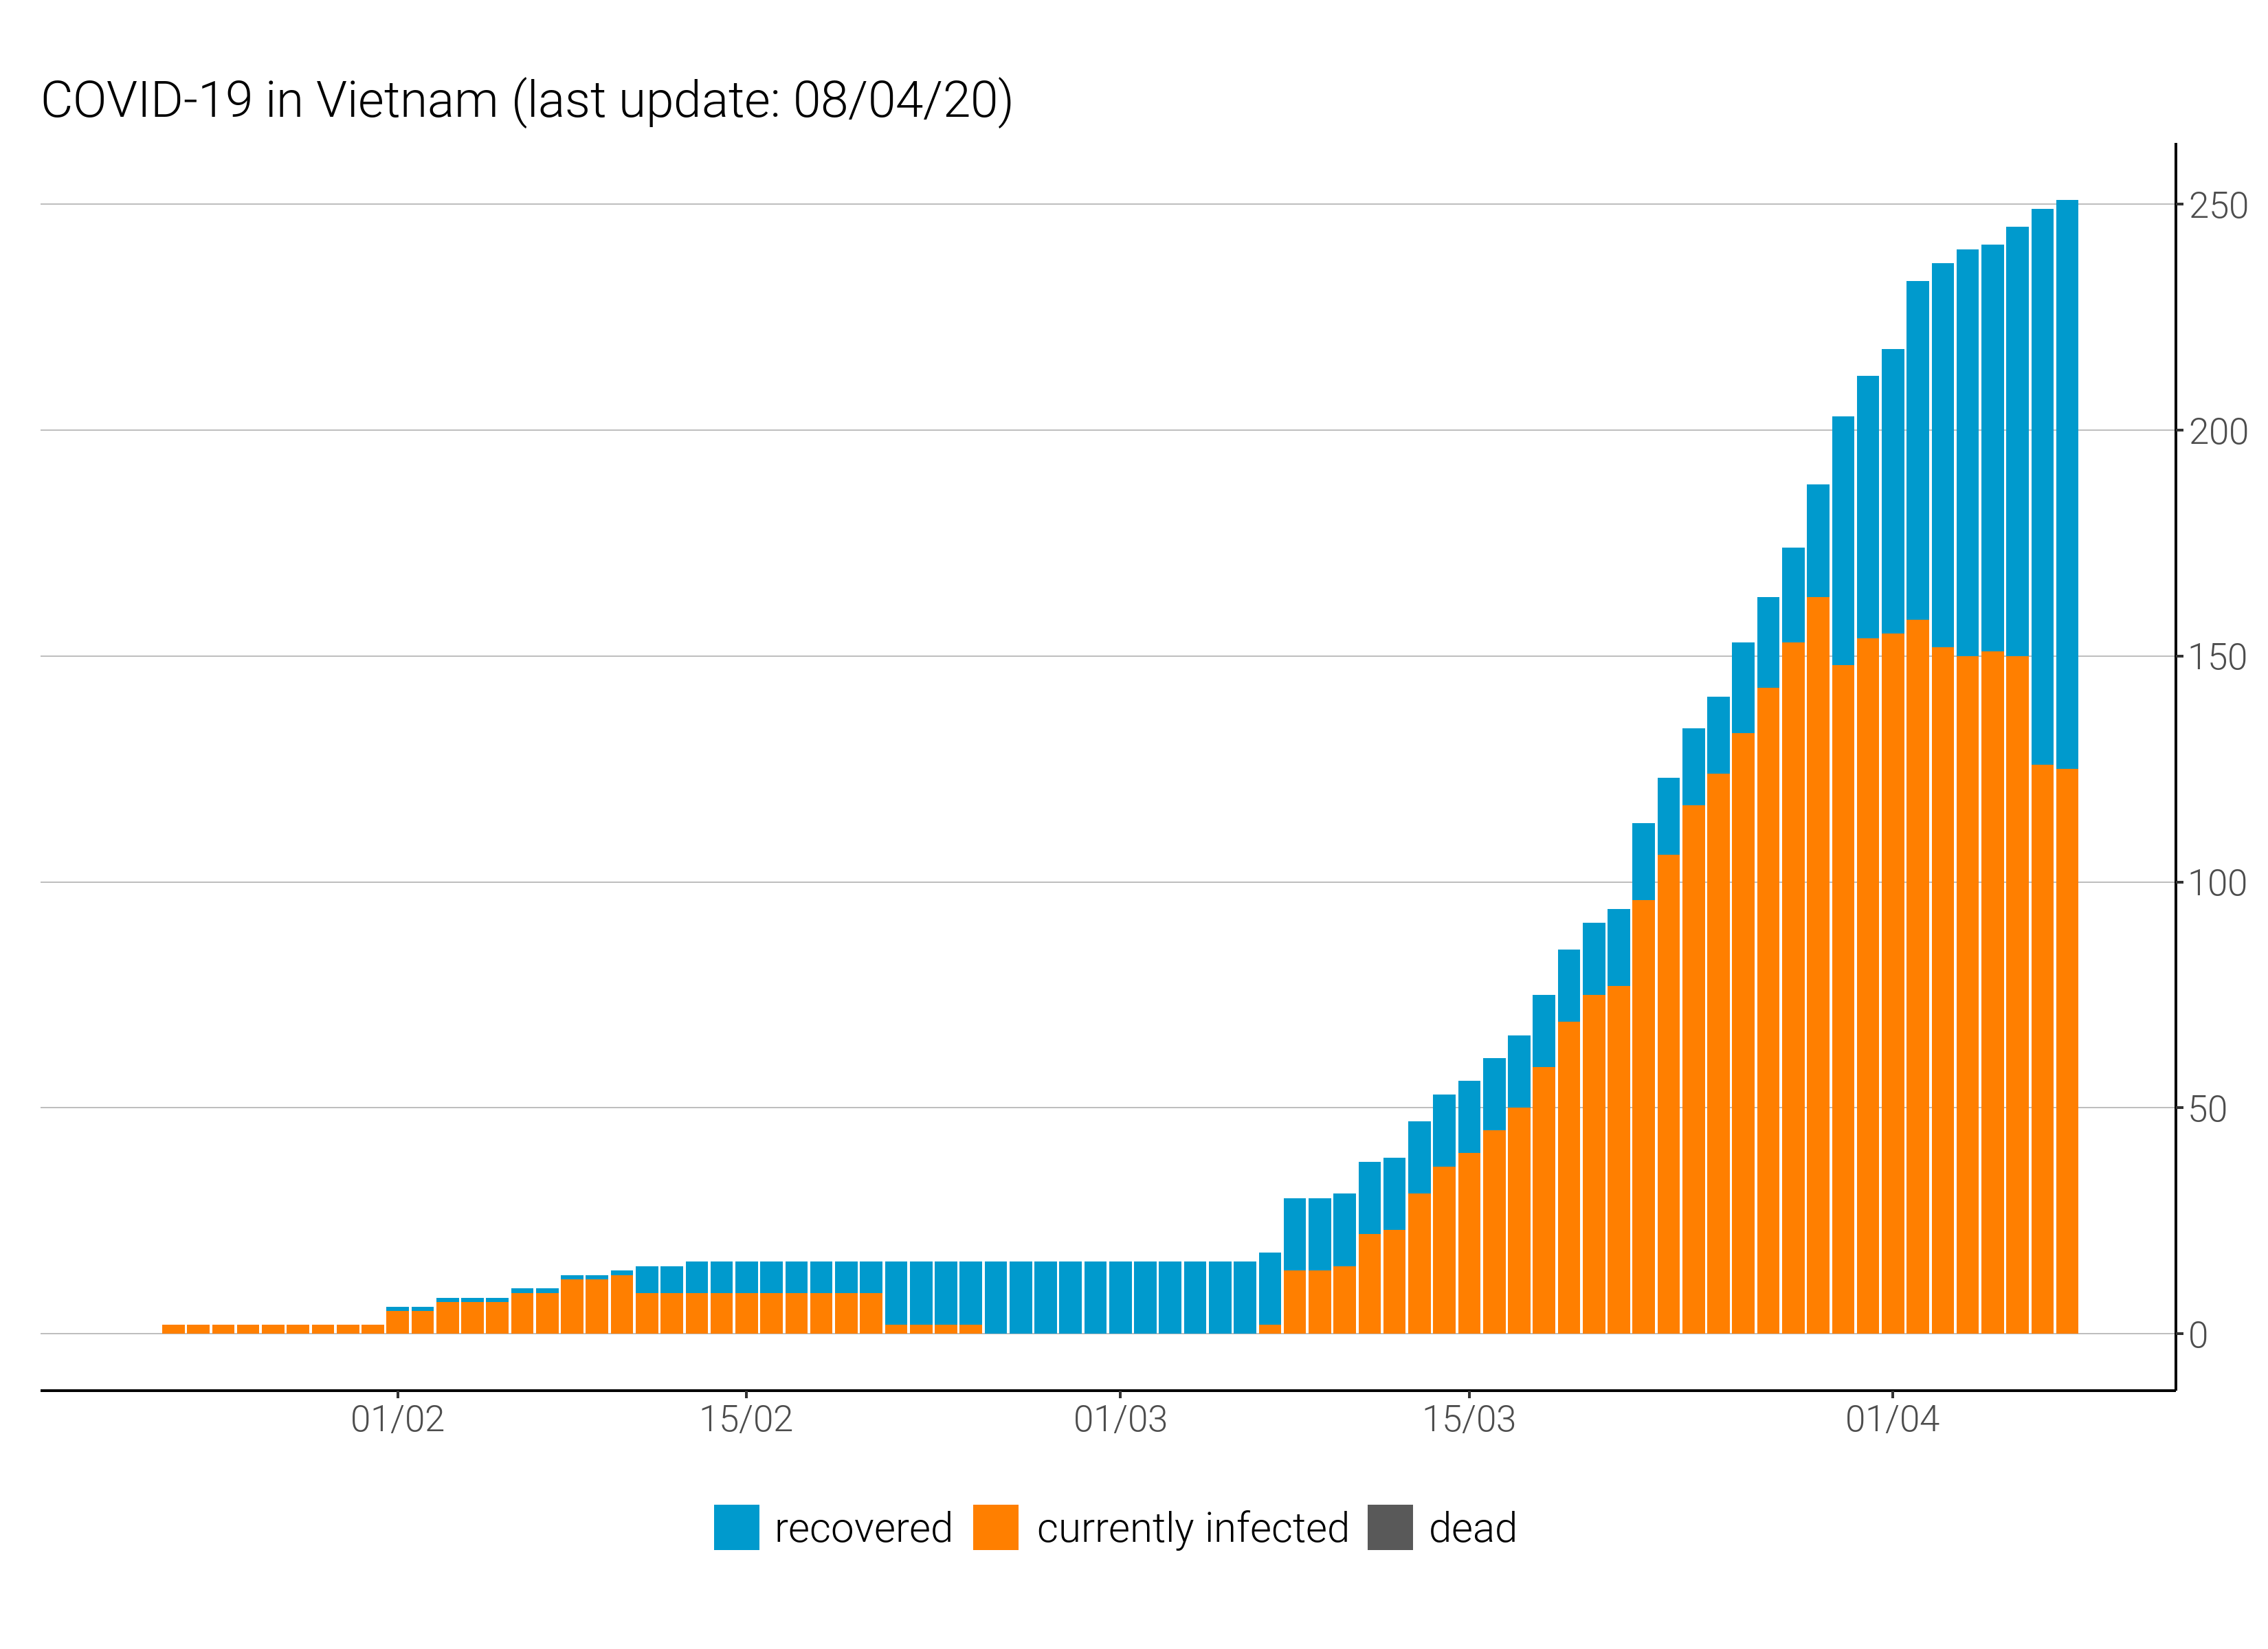 COVID-19 in Vietnam (last update: 08/04/20)
250
200
150
100
50
0
01/02 15/02 01/03 15/03 01/04
recovered currently infected dead